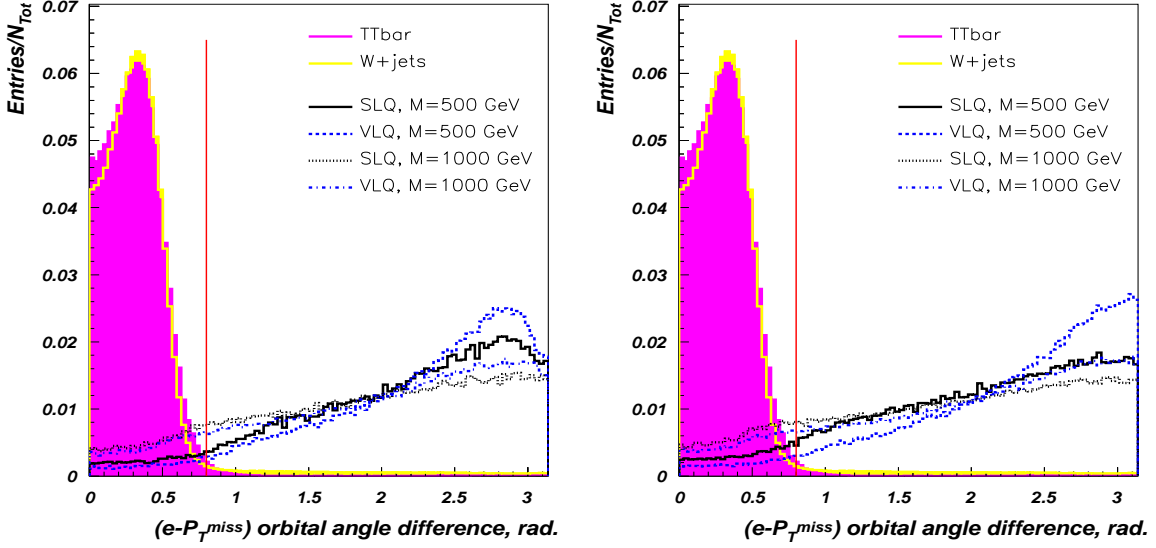 Entries/N_Tot
0.07
0.06
0.05
0.04
0.03
0.02
0.01
0
TTbar
W+jets
SLQ, M=500 GeV
VLQ, M=500 GeV
SLQ, M=1000 GeV
VLQ, M=1000 GeV
0 0.5 1 1.5 2 2.5 3
(e-P_T^miss) orbital angle difference, rad.
Entries/N_Tot
0.07
0.06
0.05
0.04
0.03
0.02
0.01
0
TTbar
W+jets
SLQ, M=500 GeV
VLQ, M=500 GeV
SLQ, M=1000 GeV
VLQ, M=1000 GeV
0 0.5 1 1.5 2 2.5 3
(e-P_T^miss) orbital angle difference, rad.